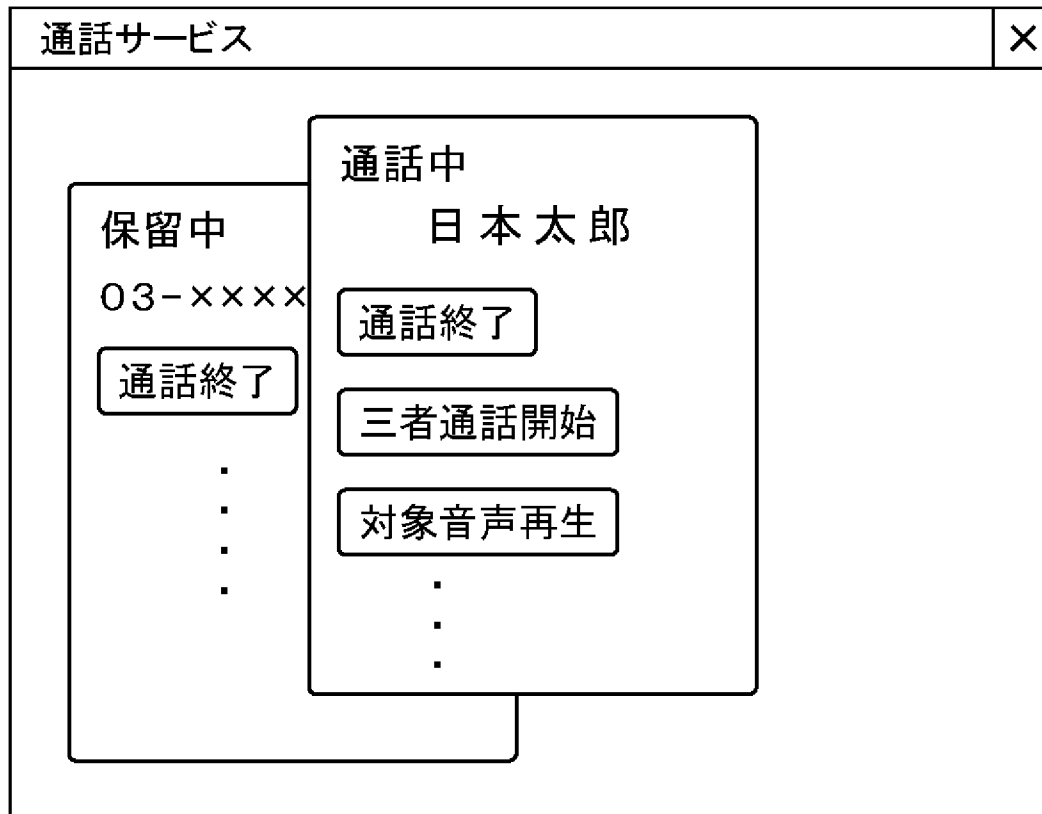 通話サービス ×
保留中
03-××××
通話終了
通話中
日本太郎
通話終了
三者通話開始
対象音声再生